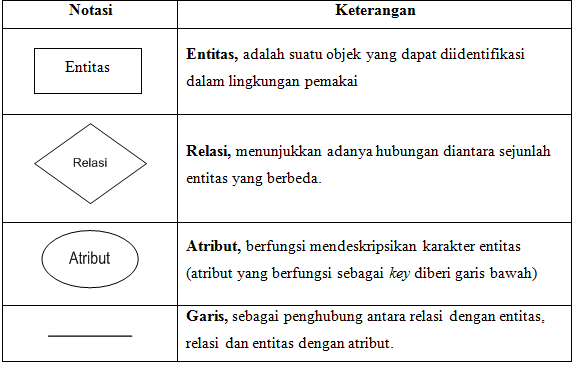 Notasi
Keterangan
Entitas
Entitas, adalah suatu objek yang dapat diidentifikasi
dalam lingkungan pemakai
Relasi
Relasi, menunjukkan adanya hubungan diantara sejunlah
entitas yang berbeda.
Atribut
Atribut, berfungsi mendeskripsikan karakter entitas
(atribut yang berfungsi sebagai key diberi garis bawah)
Garis, sebagai penghubung antara relasi dengan entitas,
relasi dan entitas dengan atribut.